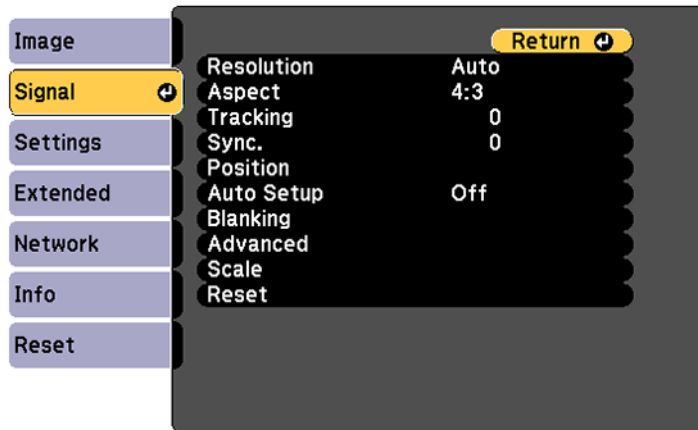 Image
Signal
Settings
Extended
Network
Info
Reset
Return
Resolution Auto
Aspect 4:3
Tracking 0
Sync. 0
Position
Auto Setup Off
Blanking
Advanced
Scale
Reset